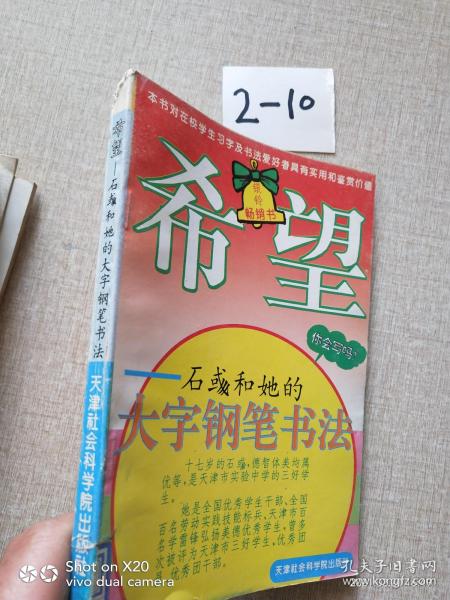 2-10
本书对在校学生习字及书法爱好者具有实用和鉴赏价值
希望
银铃
畅销书
你会写吗?
——石彧和她的
大字钢笔书法
十七岁的石彧,德智体美均属
优等,是天津市实验中学的三好学
生。
她是全国优秀学生干部、全国
百名劳动实践技能标兵、天津市百
名学雷锋弘扬美德优秀学生,曾多
次被评为天津市三好学生、优秀团
员、优秀团干部。
天津社会科学院出版社
希望——石彧和她的大字钢笔书法
天津社会科学院出版社
SHOT ON X20
vivo dual camera
孔夫子旧书网